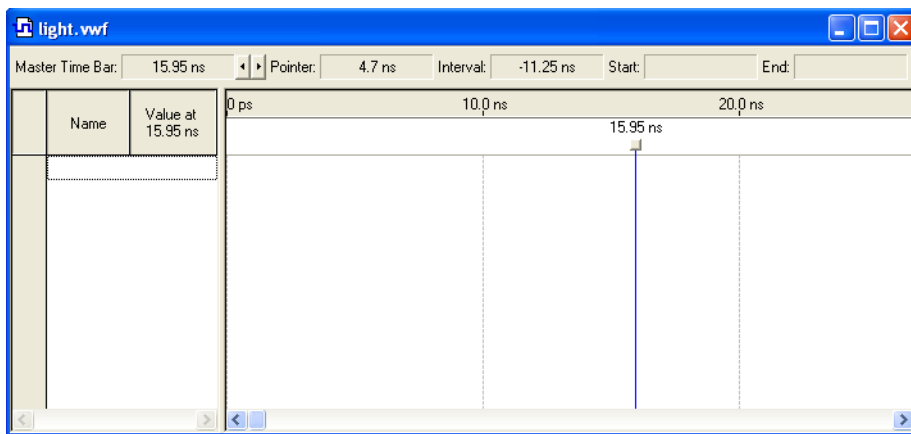 light.vwf
Master Time Bar: 15.95 ns Pointer: 4.7 ns Interval: -11.25 ns Start: End:
Name Value at 15.95 ns
0 ps 10.0 ns 20.0 ns
15.95 ns